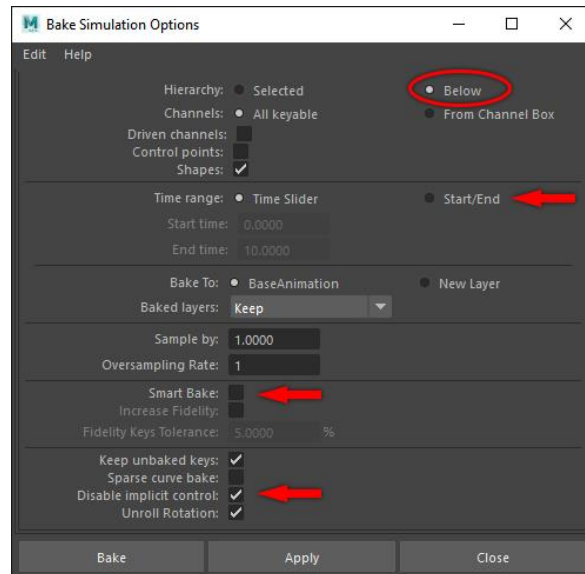 Bake Simulation Options
Edit Help
Hierarchy: Selected Below
Channels: All keyable From Channel Box
Driven channels:
Control points:
Shapes:
Time range: Time Slider Start/End
Start time: 0.0000
End time: 10.0000
Bake To: BaseAnimation New Layer
Baked layers: Keep
Sample by: 1.0000
Oversampling Rate: 1
Smart Bake:
Increase Fidelity:
Fidelity Keys Tolerance: 5.0000 %
Keep unbaked keys:
Sparse curve bake:
Disable implicit control:
Unroll Rotation:
Bake Apply Close